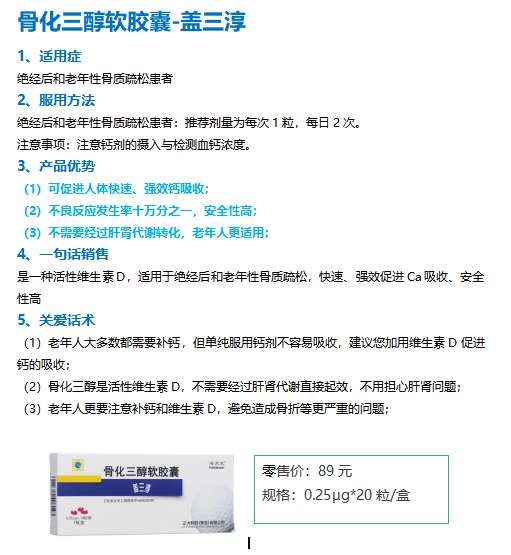 骨化三醇软胶囊-盖三淳
1、适用症
绝经后和老年性骨质疏松患者
2、服用方法
绝经后和老年性骨质疏松患者：推荐剂量为每次 1 粒，每日 2 次。
注意事项：注意钙剂的摄入与检测血钙浓度。
3、产品优势
（1）可促进人体快速、强效钙吸收；
（2）不良反应发生率十万分之一，安全性高；
（3）不需要经过肝肾代谢转化，老年人更适用；
4、一句话销售
是一种活性维生素 D，适用于绝经后和老年性骨质疏松，快速、强效促进 Ca 吸收、安全
性高
5、关爱话术
（1）老年人大多数都需要补钙，但单纯服用钙剂不容易吸收，建议您加用维生素 D 促进
钙的吸收；
（2）骨化三醇是活性维生素 D，不需要经过肝肾代谢直接起效，不用担心肝肾问题；
（3）老年人更要注意补钙和维生素 D，避免造成骨折等更严重的问题；
骨化三醇软胶囊
盖三淳
零售价：89 元
规格：0.25μg*20 粒/盒